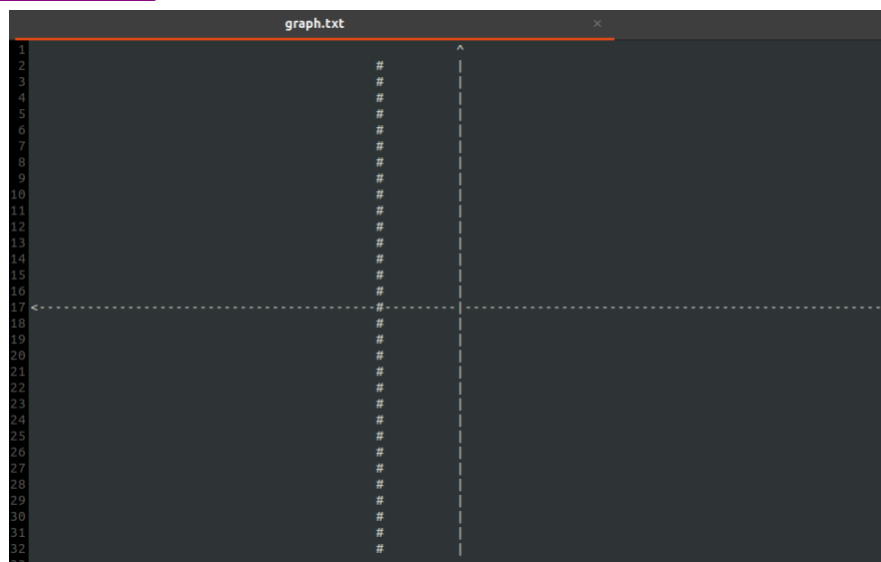 graph.txt ×
1 ^
2 # |
3 # |
4 # |
5 # |
6 # |
7 # |
8 # |
9 # |
10 # |
11 # |
12 # |
13 # |
14 # |
15 # |
16 # |
17 <------------------------------------------#---------|----------------------------------------------------
18 # |
19 # |
20 # |
21 # |
22 # |
23 # |
24 # |
25 # |
26 # |
27 # |
28 # |
29 # |
30 # |
31 # |
32 # |